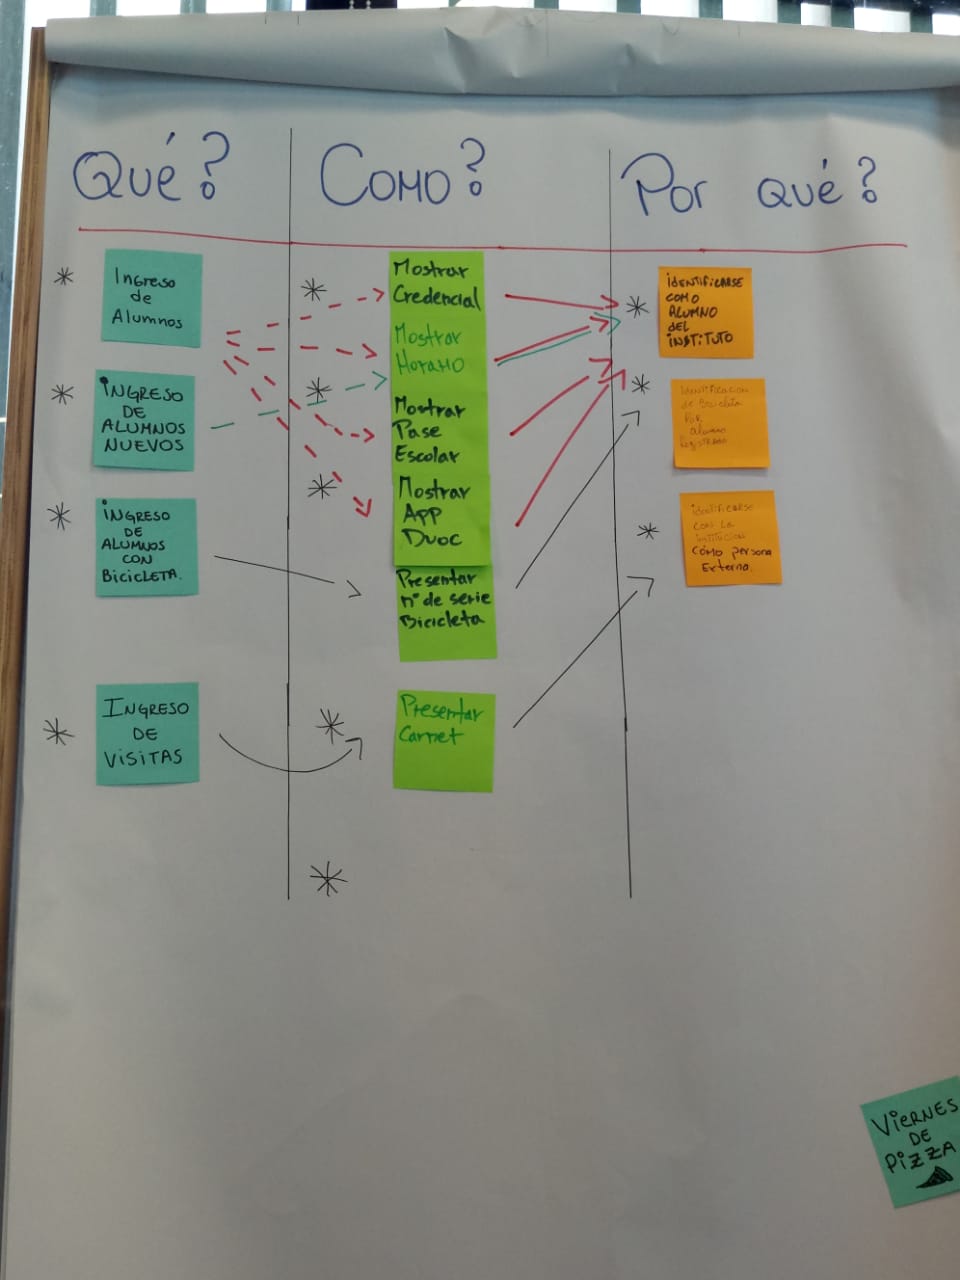 Qué?
Como?
Por qué?
Ingreso
de
Alumnos
INGRESO
DE
ALUMNOS
NUEVOS
INGRESO
DE
ALUMNOS
CON
BICICLETA.
INGRESO
DE
VISITAS
Mostrar
Credencial
Mostrar
Horario
Mostrar
Pase
Escolar
Mostrar
APP
Duoc
Presentar
n° de serie
Bicicleta
Presentar
Carnet
IDENTIFICARSE
COMO
ALUMNO
DEL
INSTITUTO
Identificacion
de Bicicleta
Por
alumno
Registrado
identificarse
con la
institucion
como persona
Externa.
VIERNES
DE
PIZZA